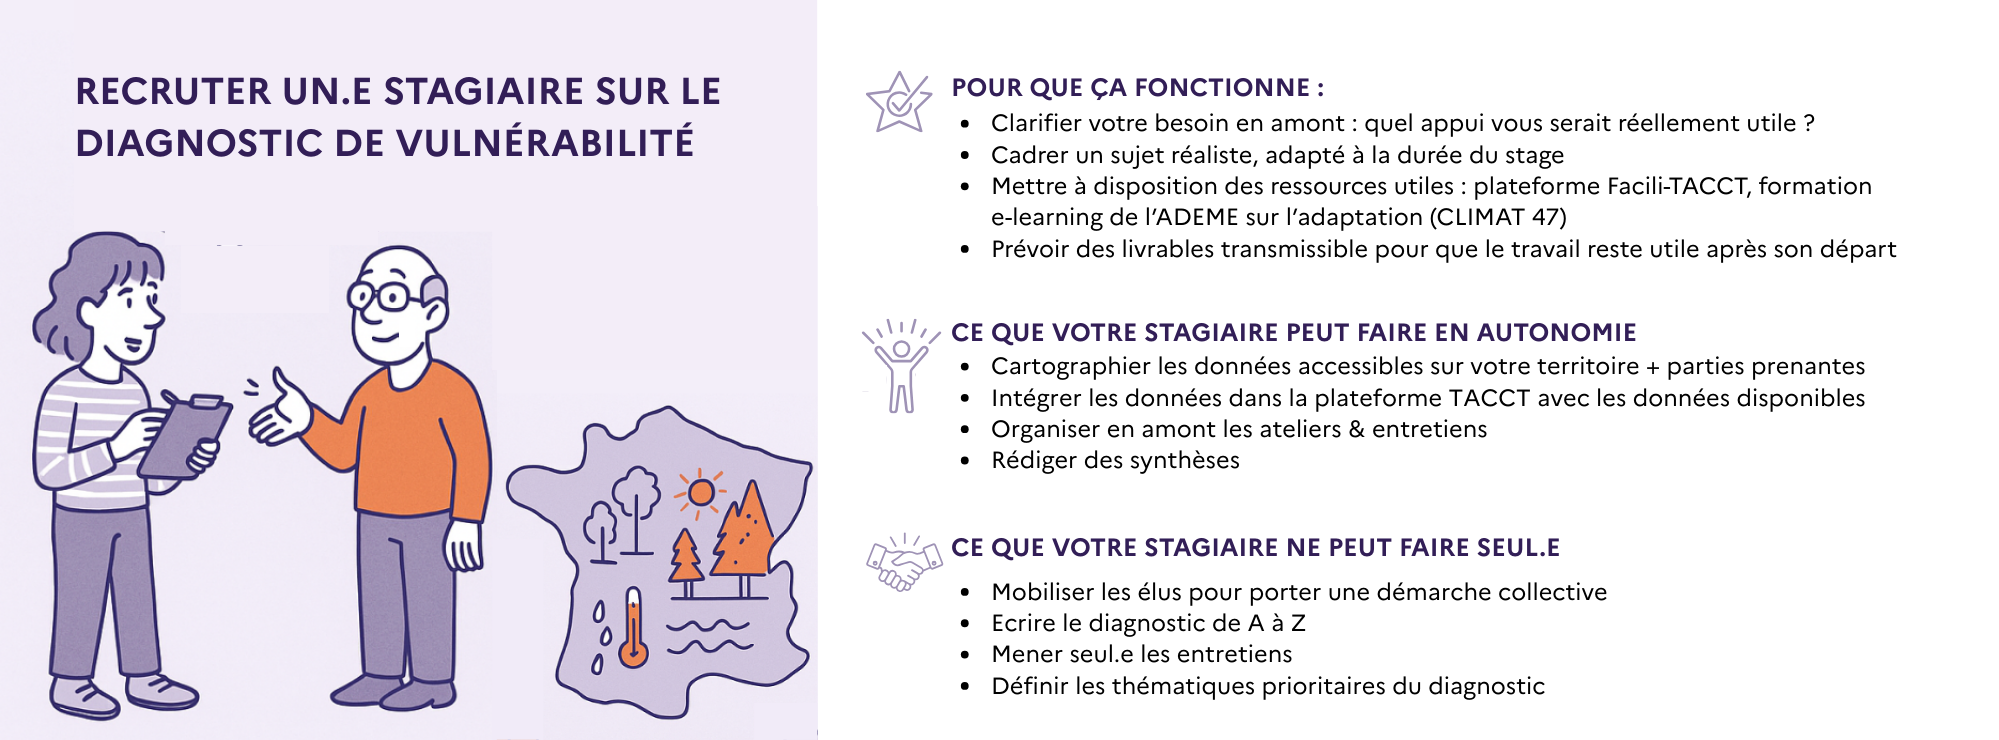 RECRUTER UN.E STAGIAIRE SUR LE
DIAGNOSTIC DE VULNÉRABILITÉ
POUR QUE ÇA FONCTIONNE :
• Clarifier votre besoin en amont : quel appui vous serait réellement utile ?
• Cadrer un sujet réaliste, adapté à la durée du stage
• Mettre à disposition des ressources utiles : plateforme Facili-TACCT, formation
e-learning de l’ADEME sur l’adaptation (CLIMAT 47)
• Prévoir des livrables transmissible pour que le travail reste utile après son départ
CE QUE VOTRE STAGIAIRE PEUT FAIRE EN AUTONOMIE
• Cartographier les données accessibles sur votre territoire + parties prenantes
• Intégrer les données dans la plateforme TACCT avec les données disponibles
• Organiser en amont les ateliers & entretiens
• Rédiger des synthèses
CE QUE VOTRE STAGIAIRE NE PEUT FAIRE SEUL.E
• Mobiliser les élus pour porter une démarche collective
• Ecrire le diagnostic de A à Z
• Mener seul.e les entretiens
• Définir les thématiques prioritaires du diagnostic